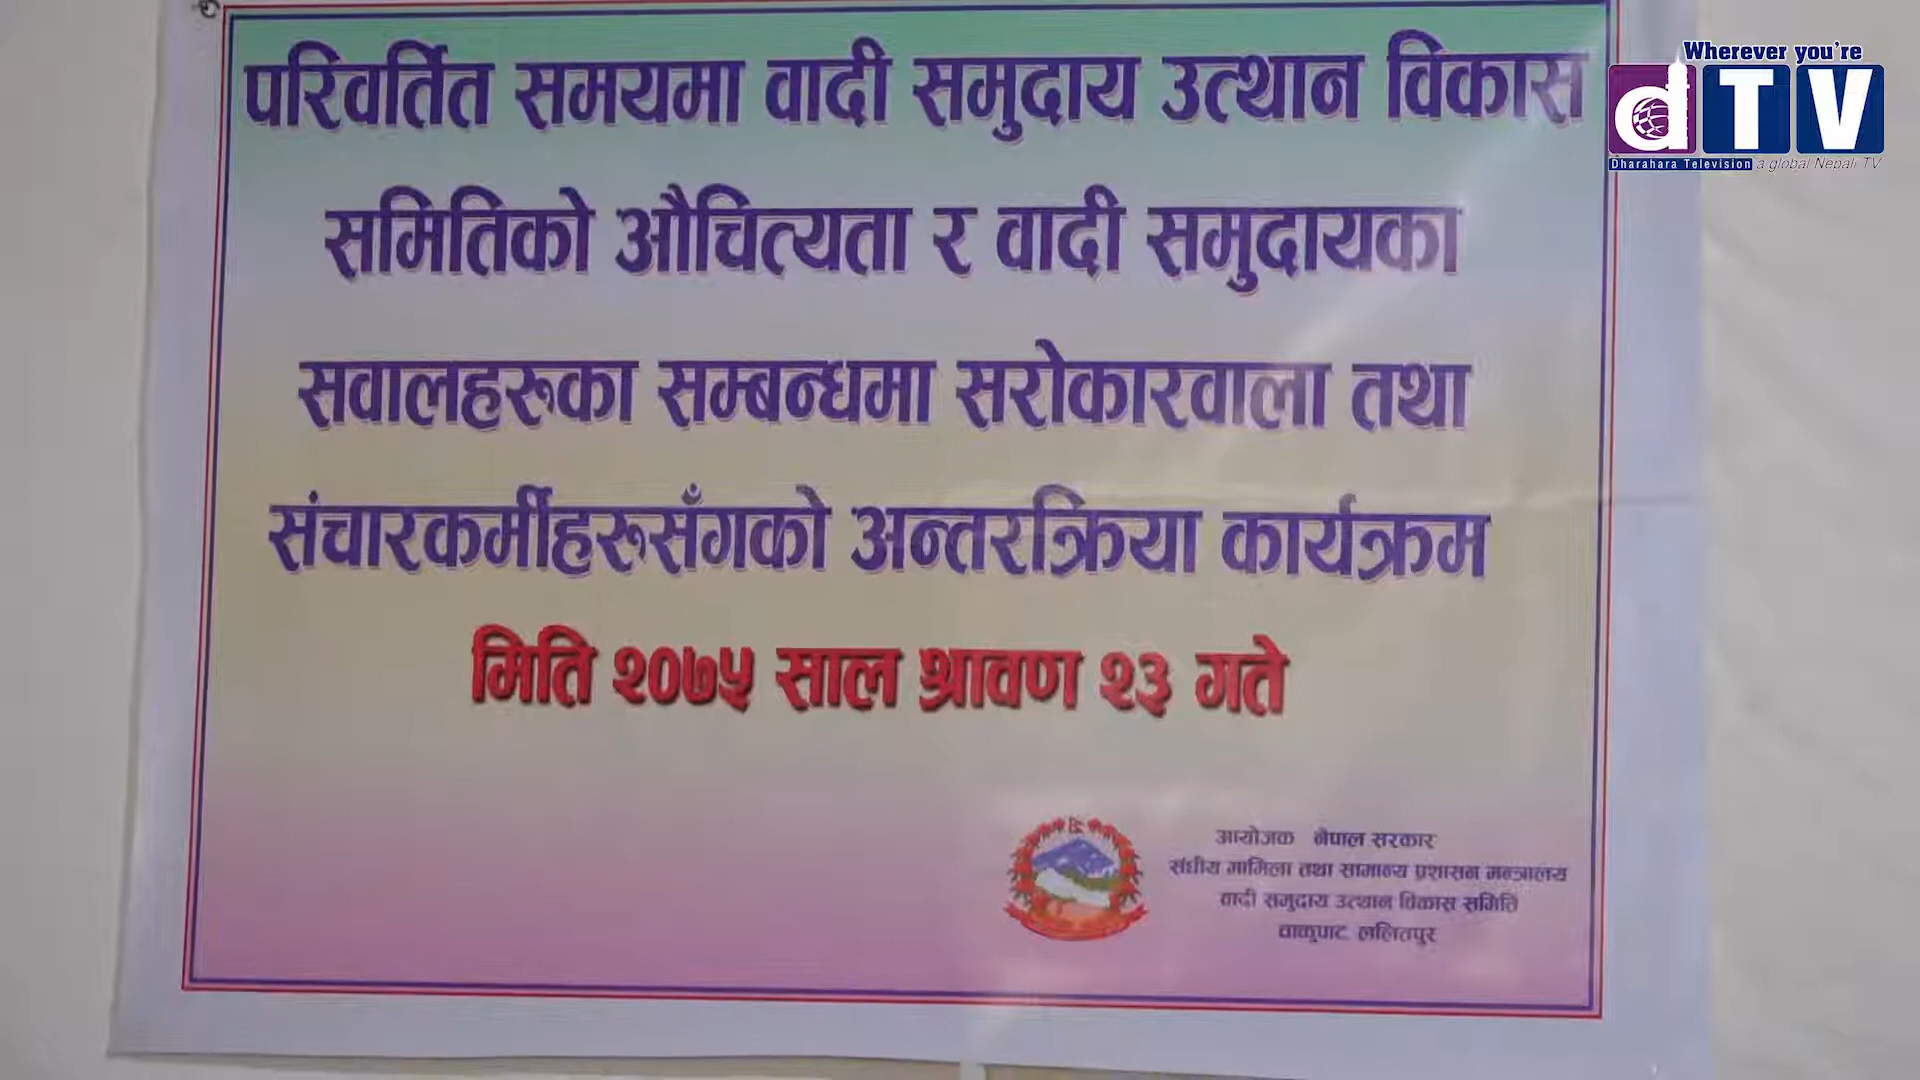 परिवर्तित समयमा वादी समुदाय उत्थान विकास
समितिको औचित्यता र वादी समुदायका
सवालहरुका सम्बन्धमा सरोकारवाला तथा
संचारकर्मीहरुसँगको अन्तरक्रिया कार्यक्रम
मिति २०७५ साल श्रावण २३ गते
आयोजक नेपाल सरकार
संघीय मामिला तथा सामान्य प्रशासन मन्त्रालय
वादी समुदाय उत्थान विकास समिति
चाकुपाट ललितपुर
Wherever you're
dTV
Dharahara Television a global Nepali TV